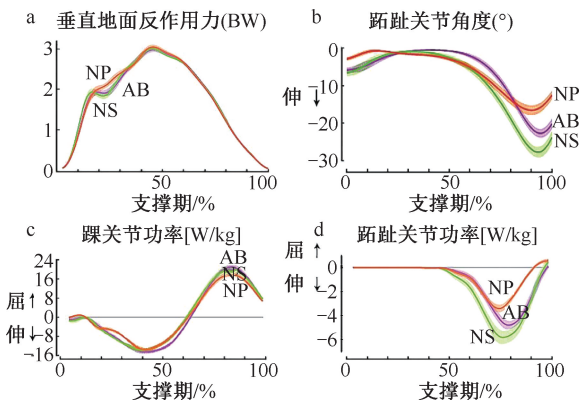 a 垂直地面反作用力(BW)
3
2
1
0
NP
AB
NS
0 50 100
支撑期/%
b 跖趾关节角度(°)
0
-10
-20
-30
伸↓
NP
AB
NS
0 50 100
支撑期/%
c 踝关节功率[W/kg]
24
16
8
0
-8
-16
屈↑
伸↓
AB
NS
NP
0 50 100
支撑期/%
d 跖趾关节功率[W/kg]
屈↑
伸↓
0
-2
-4
-6
NP
AB
NS
0 50 100
支撑期/%